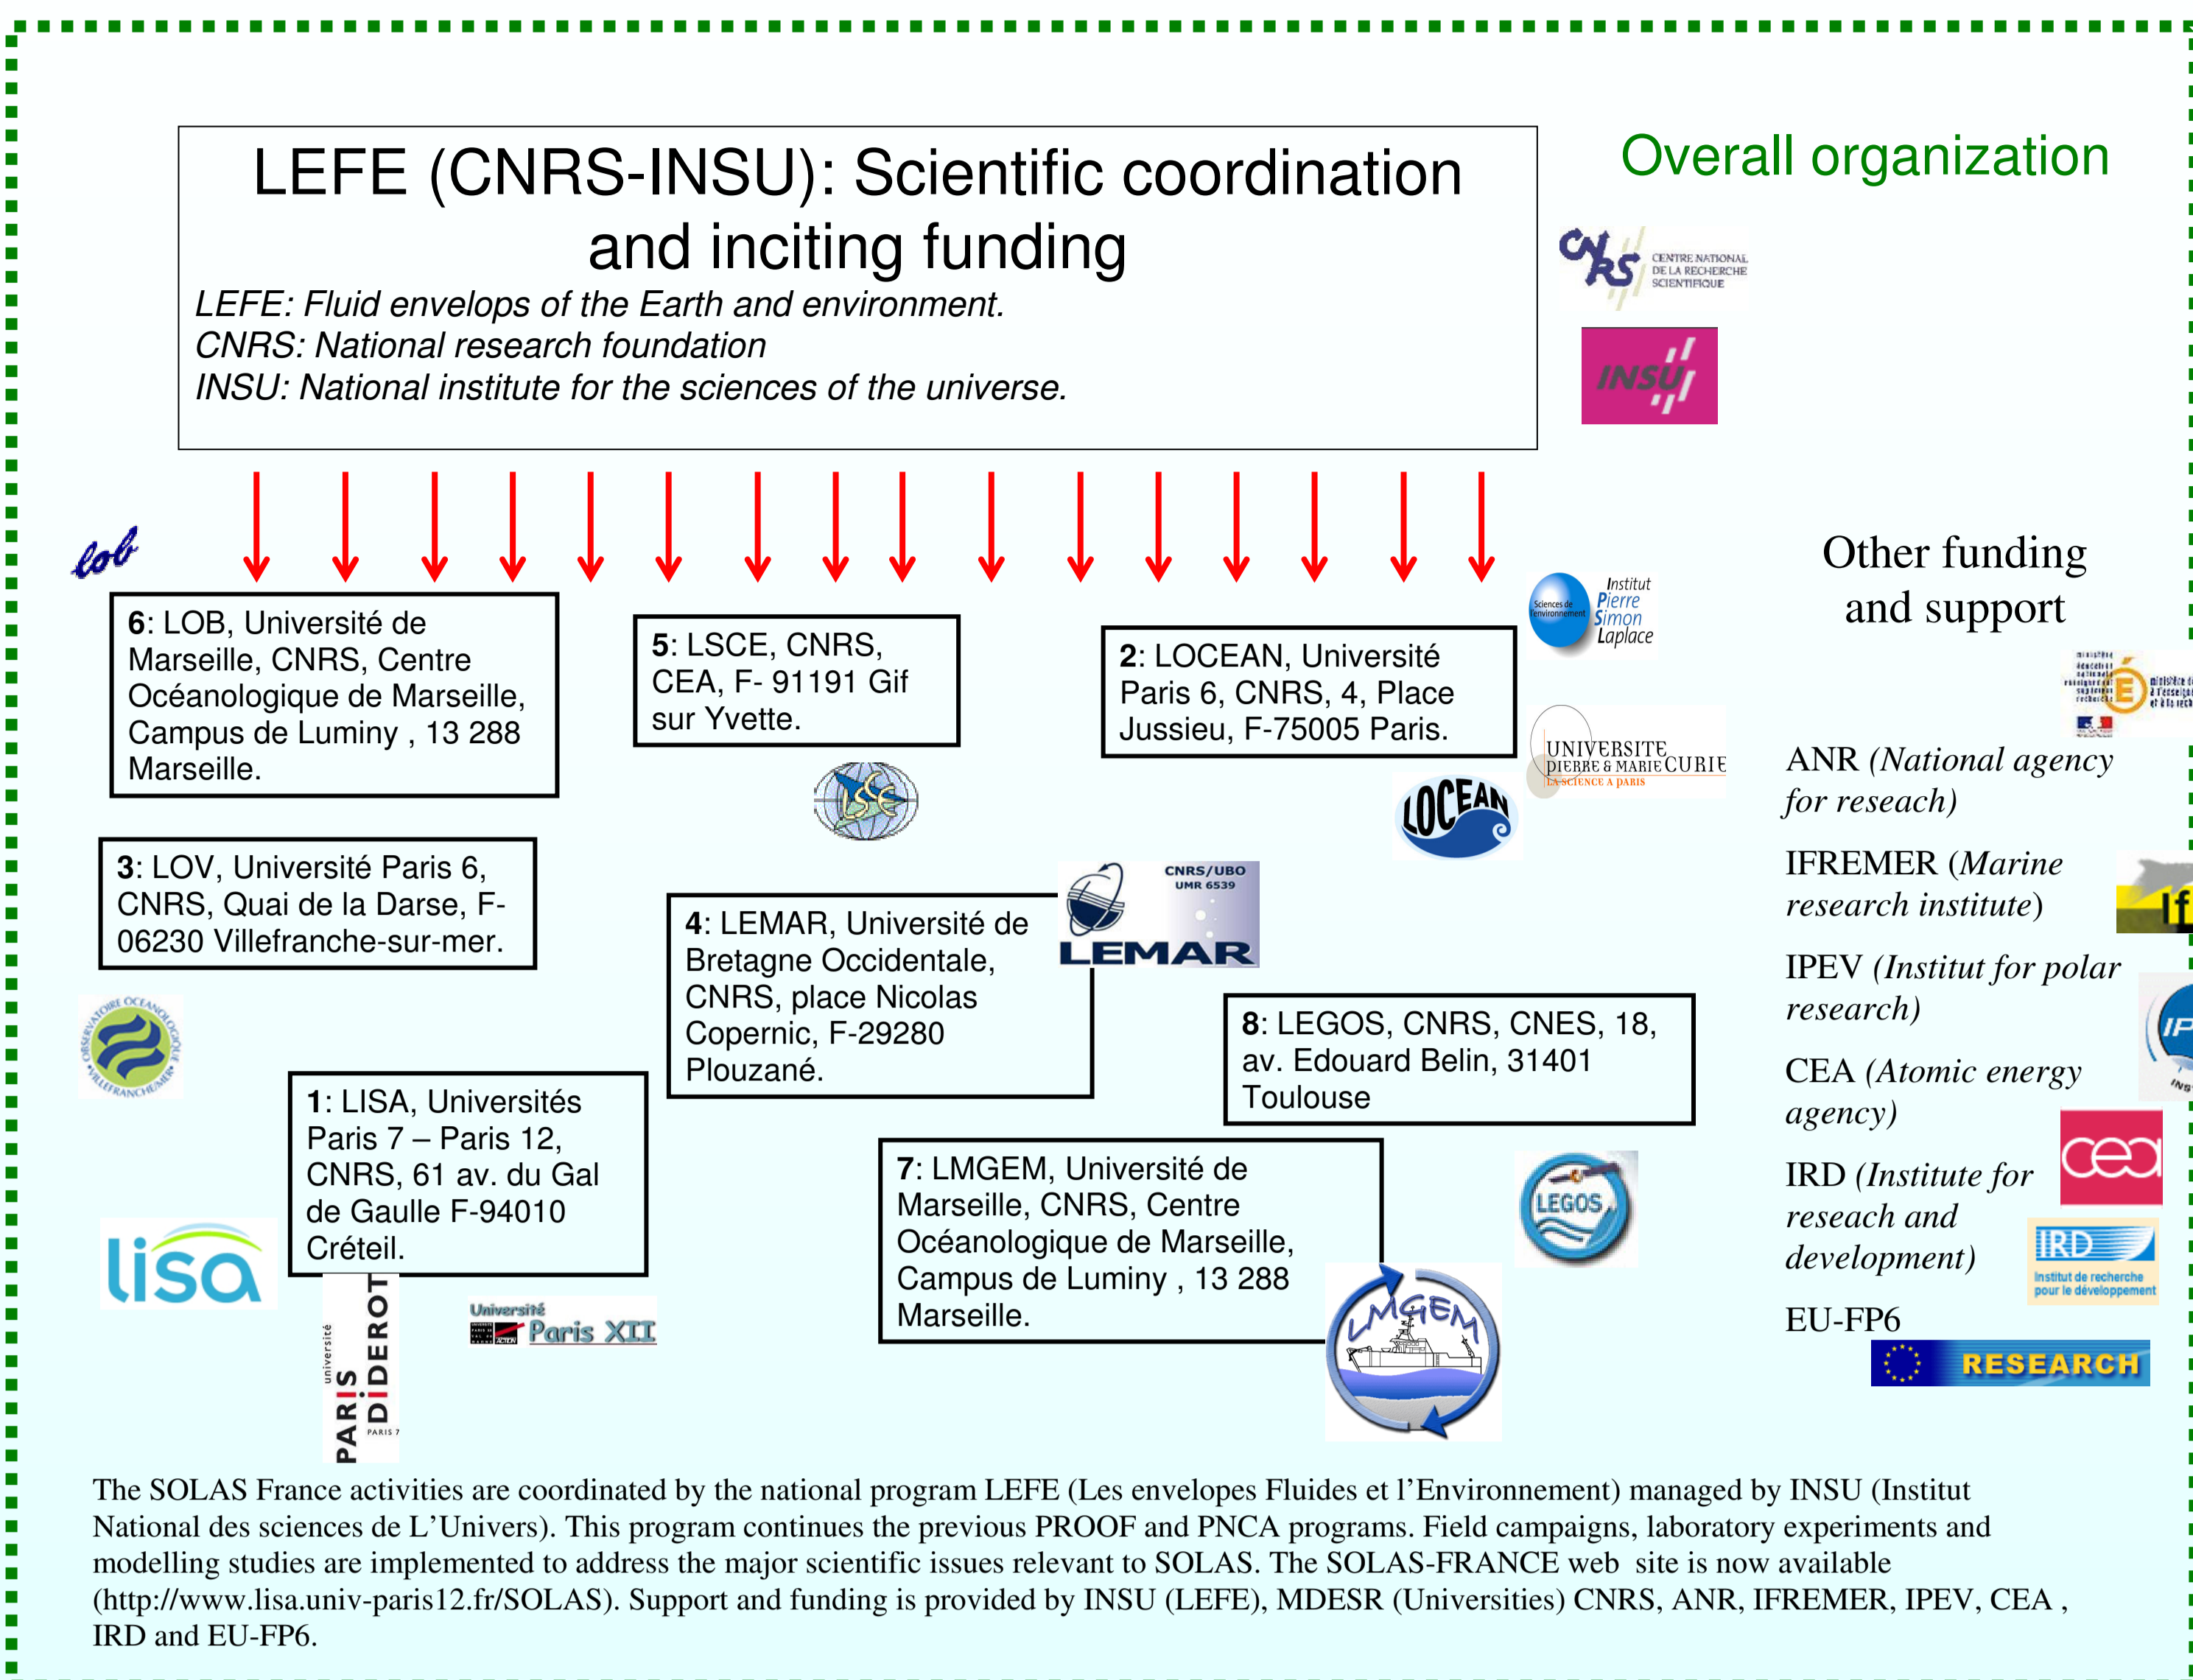 LEFE (CNRS-INSU): Scientific coordination
and inciting funding
LEFE: Fluid envelops of the Earth and environment.
CNRS: National research foundation
INSU: National institute for the sciences of the universe.
Overall organization
CNRS
CENTRE NATIONAL
DE LA RECHERCHE
SCIENTIFIQUE
INSU
lob
6: LOB, Université de
Marseille, CNRS, Centre
Océanologique de Marseille,
Campus de Luminy , 13 288
Marseille.
5: LSCE, CNRS,
CEA, F- 91191 Gif
sur Yvette.
LSCE
2: LOCEAN, Université
Paris 6, CNRS, 4, Place
Jussieu, F-75005 Paris.
Sciences de
l'environnement
Institut
Pierre
Simon
Laplace
UNIVERSITE
PIERRE & MARIE CURIE
LA SCIENCE A PARIS
LOCEAN
3: LOV, Université Paris 6,
CNRS, Quai de la Darse, F-
06230 Villefranche-sur-mer.
OBSERVATOIRE OCEANOLOGIQUE
VILLEFRANCHE/MER
4: LEMAR, Université de
Bretagne Occidentale,
CNRS, place Nicolas
Copernic, F-29280
Plouzané.
CNRS/UBO
UMR 6539
LEMAR
8: LEGOS, CNRS, CNES, 18,
av. Edouard Belin, 31401
Toulouse
LEGOS
1: LISA, Universités
Paris 7 – Paris 12,
CNRS, 61 av. du Gal
de Gaulle F-94010
Créteil.
lisa
université
PARIS
DIDEROT
PARIS 7
Université
Paris XII
7: LMGEM, Université de
Marseille, CNRS, Centre
Océanologique de Marseille,
Campus de Luminy , 13 288
Marseille.
LMGEM
Other funding
and support
ANR (National agency
for reseach)
IFREMER (Marine
research institute)
If
IPEV (Institut for polar
research)
IP
CEA (Atomic energy
agency)
cea
IRD (Institute for
reseach and
development)
IRD
Institut de recherche
pour le développement
EU-FP6
RESEARCH
The SOLAS France activities are coordinated by the national program LEFE (Les envelopes Fluides et l’Environnement) managed by INSU (Institut
National des sciences de L’Univers). This program continues the previous PROOF and PNCA programs. Field campaigns, laboratory experiments and
modelling studies are implemented to address the major scientific issues relevant to SOLAS. The SOLAS-FRANCE web site is now available
(http://www.lisa.univ-paris12.fr/SOLAS). Support and funding is provided by INSU (LEFE), MDESR (Universities) CNRS, ANR, IFREMER, IPEV, CEA ,
IRD and EU-FP6.